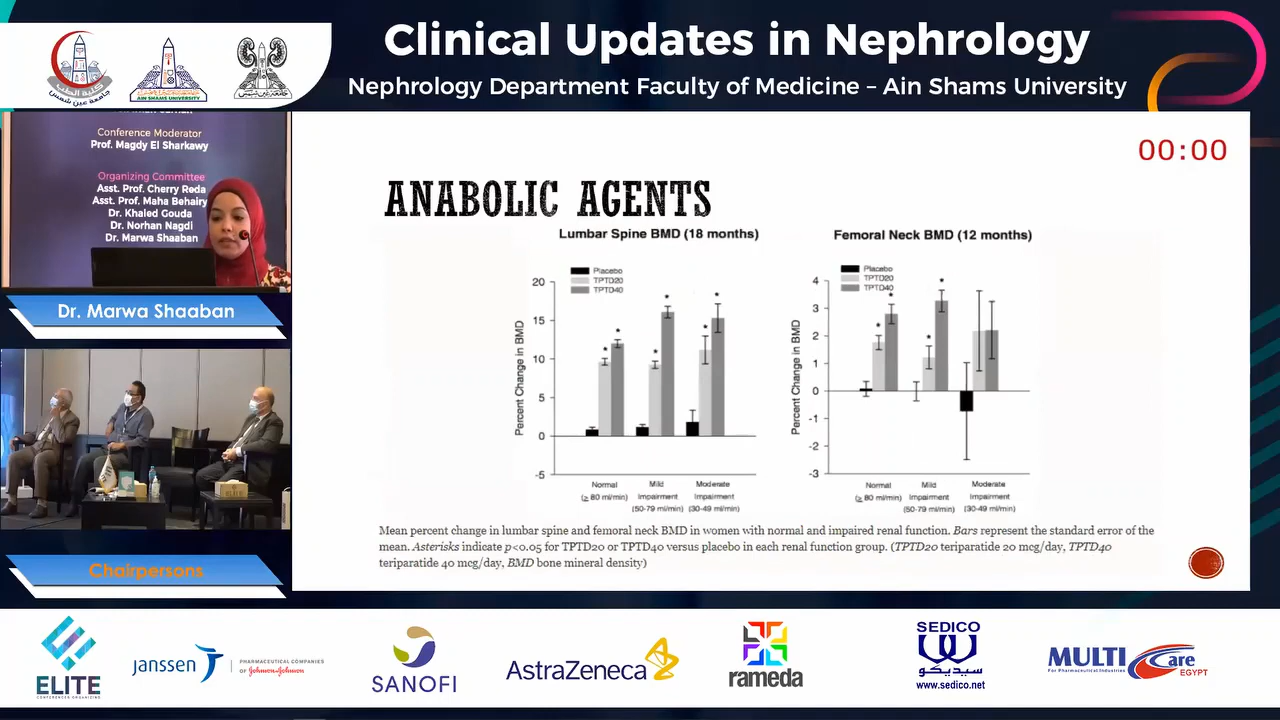 Clinical Updates in Nephrology
Nephrology Department Faculty of Medicine – Ain Shams University
AIN SHAMS UNIVERSITY
Conference Moderator
Prof. Magdy El Sharkawy
Organizing Committee
Asst. Prof. Cherry Reda
Asst. Prof. Maha Behairy
Dr. Khaled Gouda
Dr. Norhan Nagdi
Dr. Marwa Shaaban
Dr. Marwa Shaaban
Chairpersons
00:00
ANABOLIC AGENTS
Lumbar Spine BMD (18 months)
Placebo
TPTD20
TPTD40
Percent Change in BMD
20
15
10
5
0
-5
Normal
(≥ 80 ml/min)
Mild
Impairment
(50-79 ml/min)
Moderate
Impairment
(30-49 ml/min)
Femoral Neck BMD (12 months)
Placebo
TPTD20
TPTD40
Percent Change in BMD
4
3
2
1
0
-1
-2
-3
Normal
(≥ 80 ml/min)
Mild
Impairment
(50-79 ml/min)
Moderate
Impairment
(30-49 ml/min)
Mean percent change in lumbar spine and femoral neck BMD in women with normal and impaired renal function. Bars represent the standard error of the
mean. Asterisks indicate p<0.05 for TPTD20 or TPTD40 versus placebo in each renal function group. (TPTD20 teriparatide 20 mcg/day, TPTD40
teriparatide 40 mcg/day, BMD bone mineral density)
ELITE
CONFERENCES ORGANIZING
janssen
PHARMACEUTICAL COMPANIES
OF Johnson & Johnson
SANOFI
AstraZeneca
rameda
SEDICO
سيديكو
www.sedico.net
MULTI Care
For Pharmaceutical Industries
EGYPT